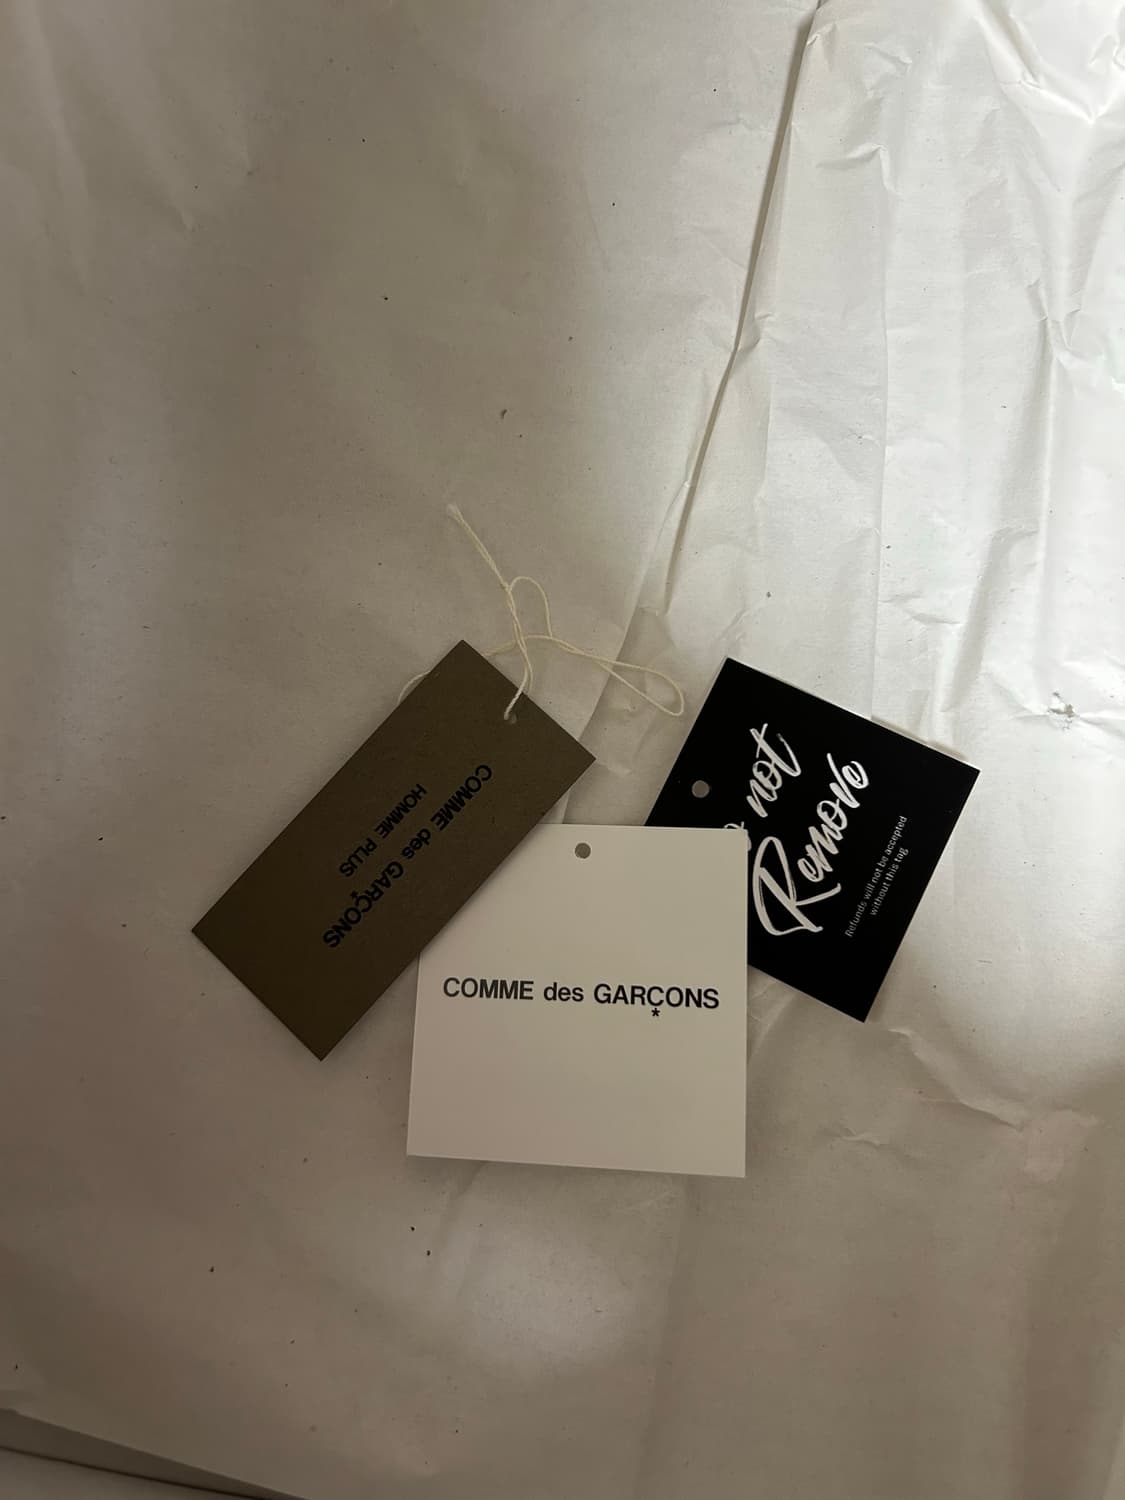 COMME des GARÇONS
HOMME PLUS
COMME des GARÇONS
*
not
Remove
Refunds will not be accepted
without this tag